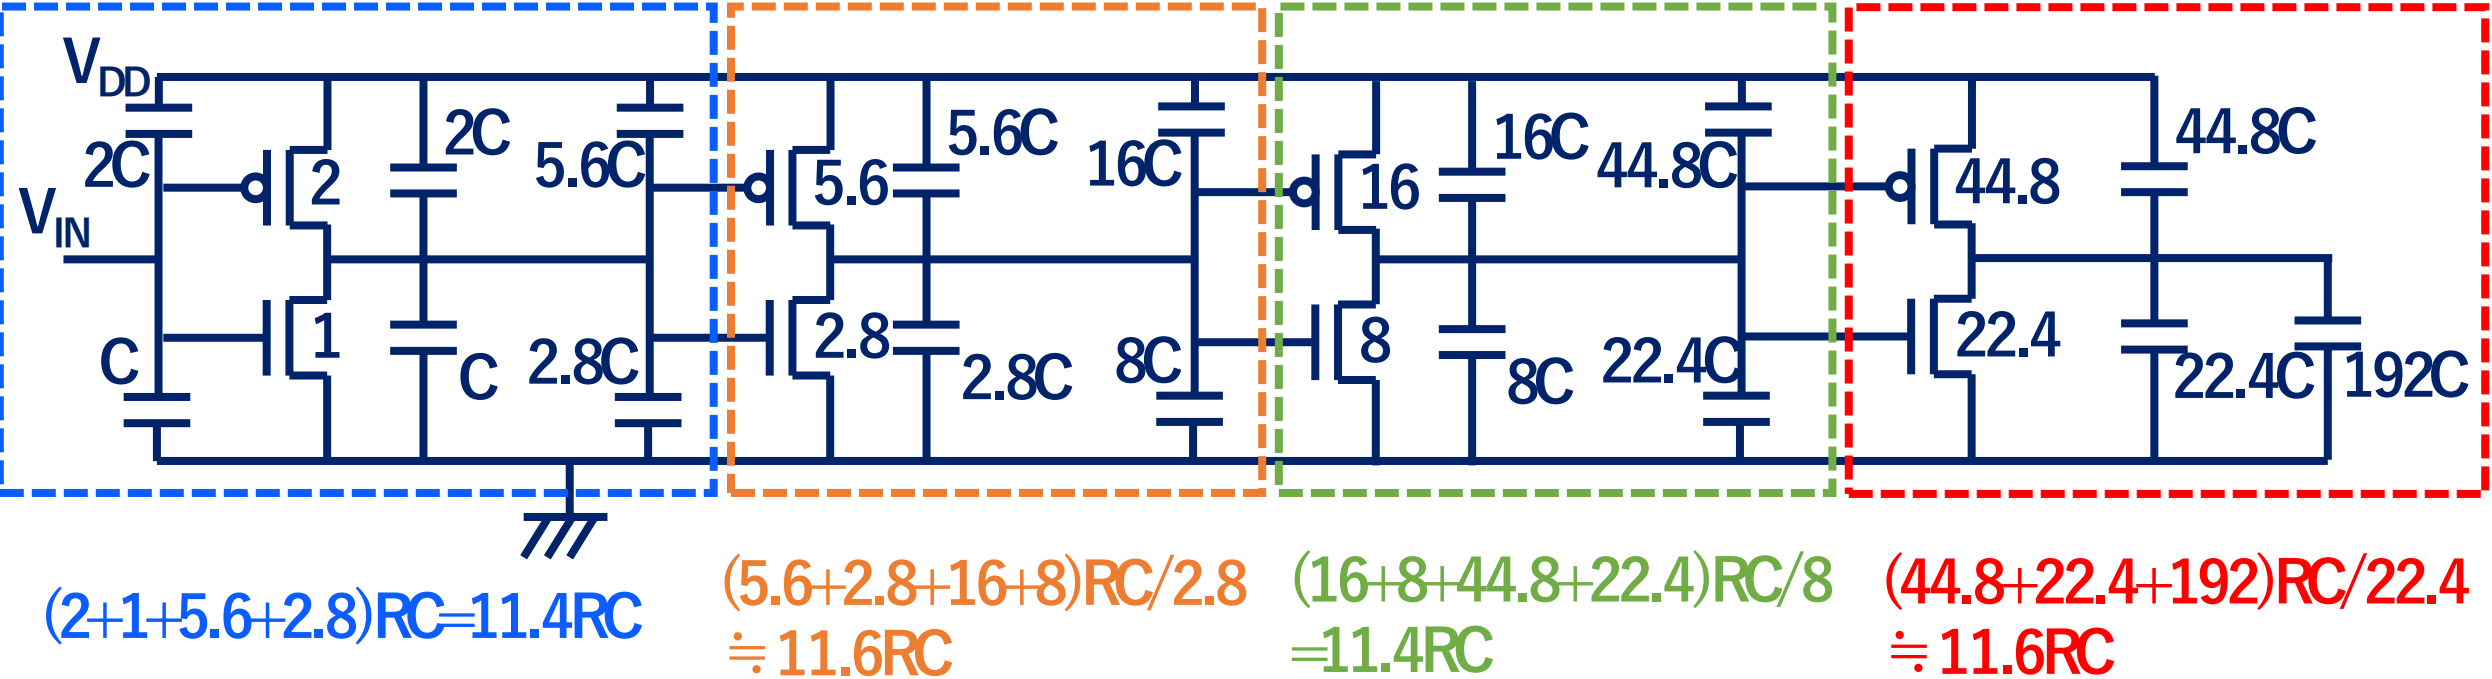 V_DD
2C
2
2C
5.6C
5.6
5.6C
16C
16
16C
44.8C
44.8
44.8C
V_IN
C
1
C
2.8C
2.8
2.8C
8C
8
8C
22.4C
22.4
22.4C
192C
(2+1+5.6+2.8)RC=11.4RC
(5.6+2.8+16+8)RC/2.8
≒11.6RC
(16+8+44.8+22.4)RC/8
=11.4RC
(44.8+22.4+192)RC/22.4
≒11.6RC